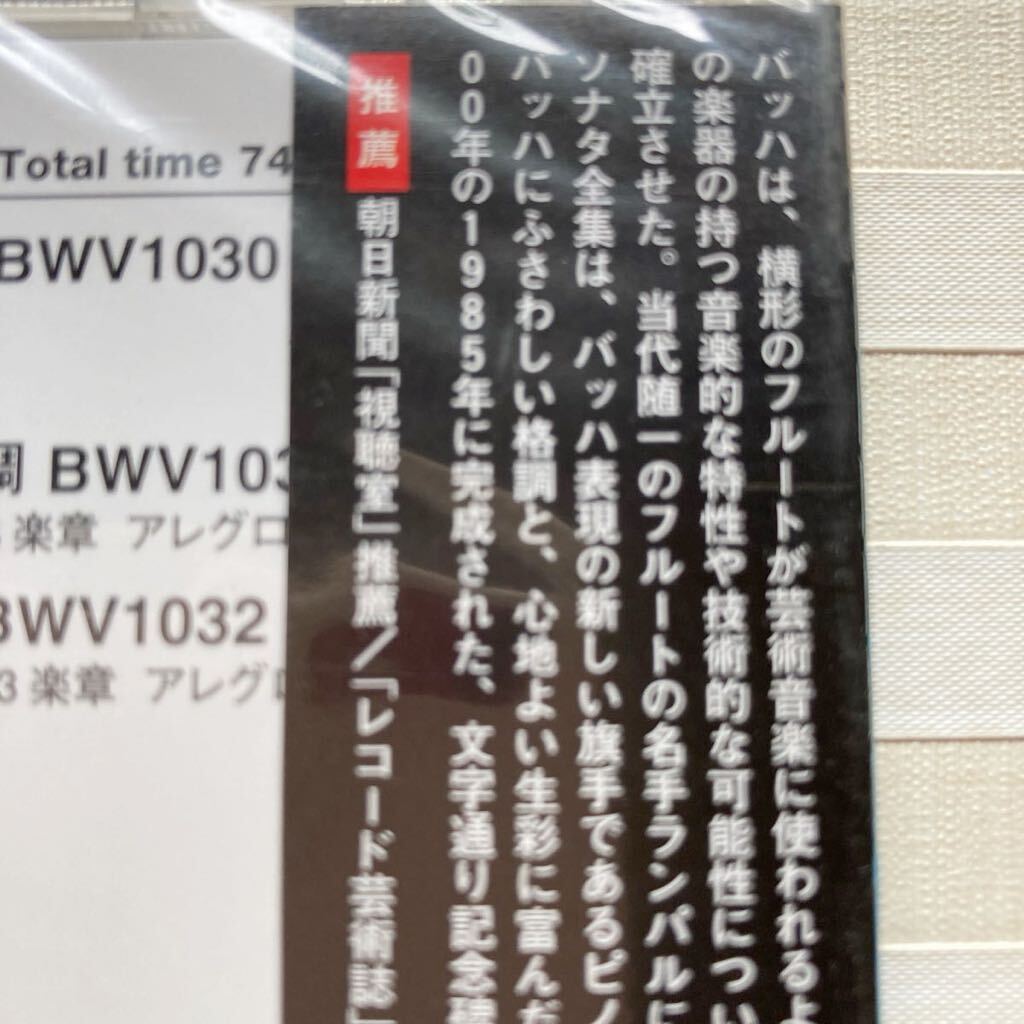 Total time 74
BWV1030
調 BWV103
楽章 アレグロ
BWV1032
3 楽章 アレグロ
バッハは、横形のフルートが芸術音楽に使われるよ
の楽器の持つ音楽的な特性や技術的な可能性につい
確立させた。当代随一のフルートの名手ランパルに
ソナタ全集は、バッハ表現の新しい旗手であるピノ
バッハにふさわしい格調と、心地よい生彩に富んだ
00年の1985年に完成された、文字通り記念碑
推薦 朝日新聞「視聴室」推薦/「レコード芸術誌」